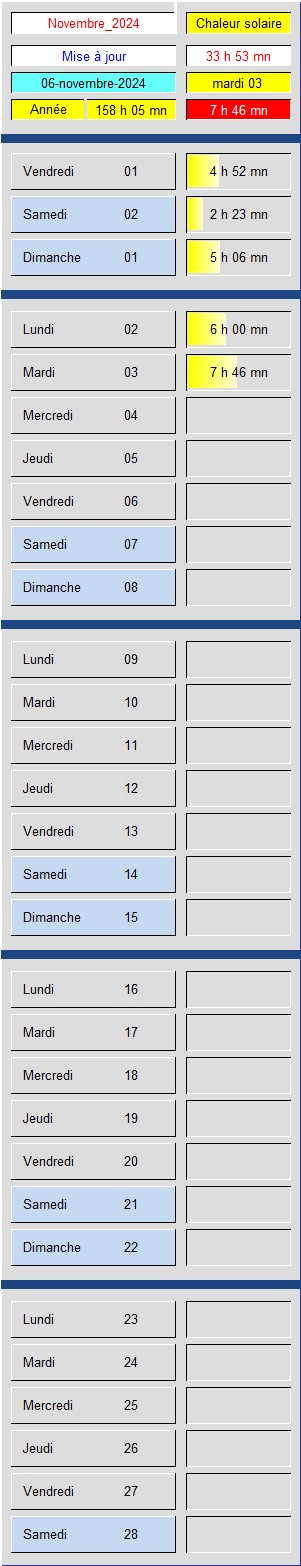 Novembre_2024 Chaleur solaire
Mise à jour 33 h 53 mn
06-novembre-2024 mardi 03
Année 158 h 05 mn 7 h 46 mn
Vendredi 01 4 h 52 mn
Samedi 02 2 h 23 mn
Dimanche 01 5 h 06 mn
Lundi 02 6 h 00 mn
Mardi 03 7 h 46 mn
Mercredi 04
Jeudi 05
Vendredi 06
Samedi 07
Dimanche 08
Lundi 09
Mardi 10
Mercredi 11
Jeudi 12
Vendredi 13
Samedi 14
Dimanche 15
Lundi 16
Mardi 17
Mercredi 18
Jeudi 19
Vendredi 20
Samedi 21
Dimanche 22
Lundi 23
Mardi 24
Mercredi 25
Jeudi 26
Vendredi 27
Samedi 28